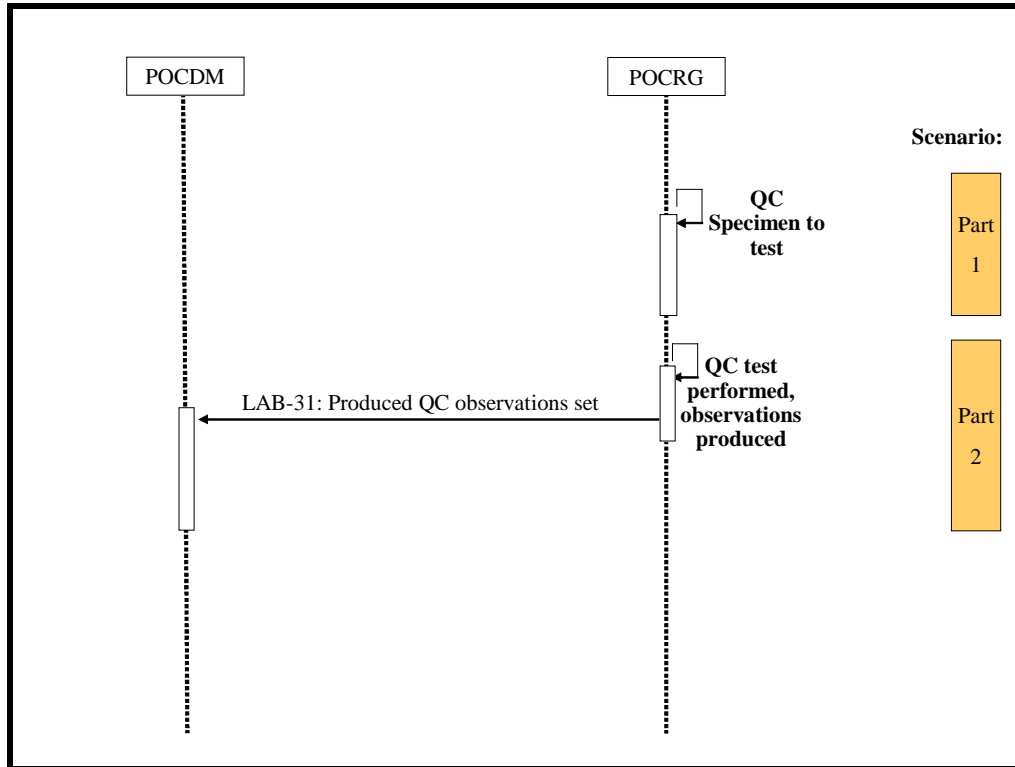 POCDM
POCRG
Scenario:
QC
Specimen to
test
Part
1
QC test
performed,
observations
produced
LAB-31: Produced QC observations set
Part
2